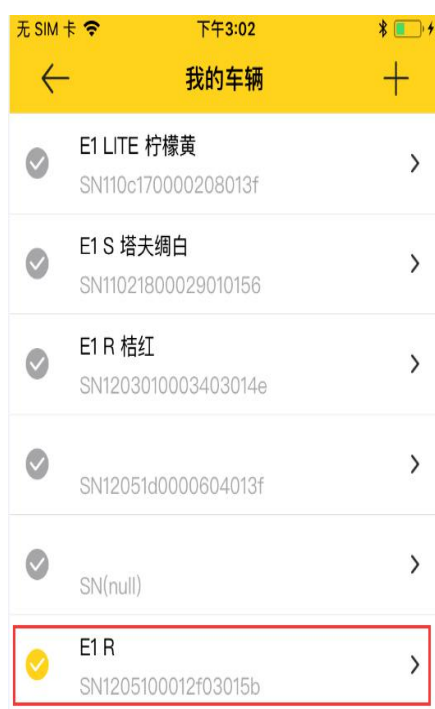 无 SIM 卡 下午3:02
我的车辆
E1 LITE 柠檬黄
SN110c170000208013f
E1 S 塔夫绸白
SN11021800029010156
E1 R 桔红
SN1203010003403014e
SN12051d0000604013f
SN(null)
E1 R
SN1205100012f03015b